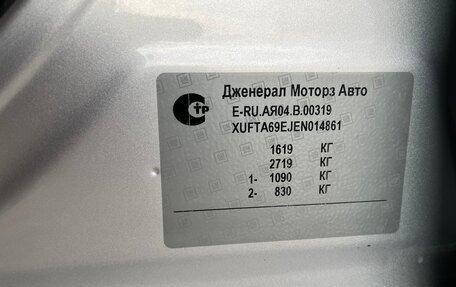 Дженерал Моторз Авто
E-RU.АЯ04.В.00319
XUFTA69EJEN014861
1619 КГ
2719 КГ
1- 1090 КГ
2- 830 КГ